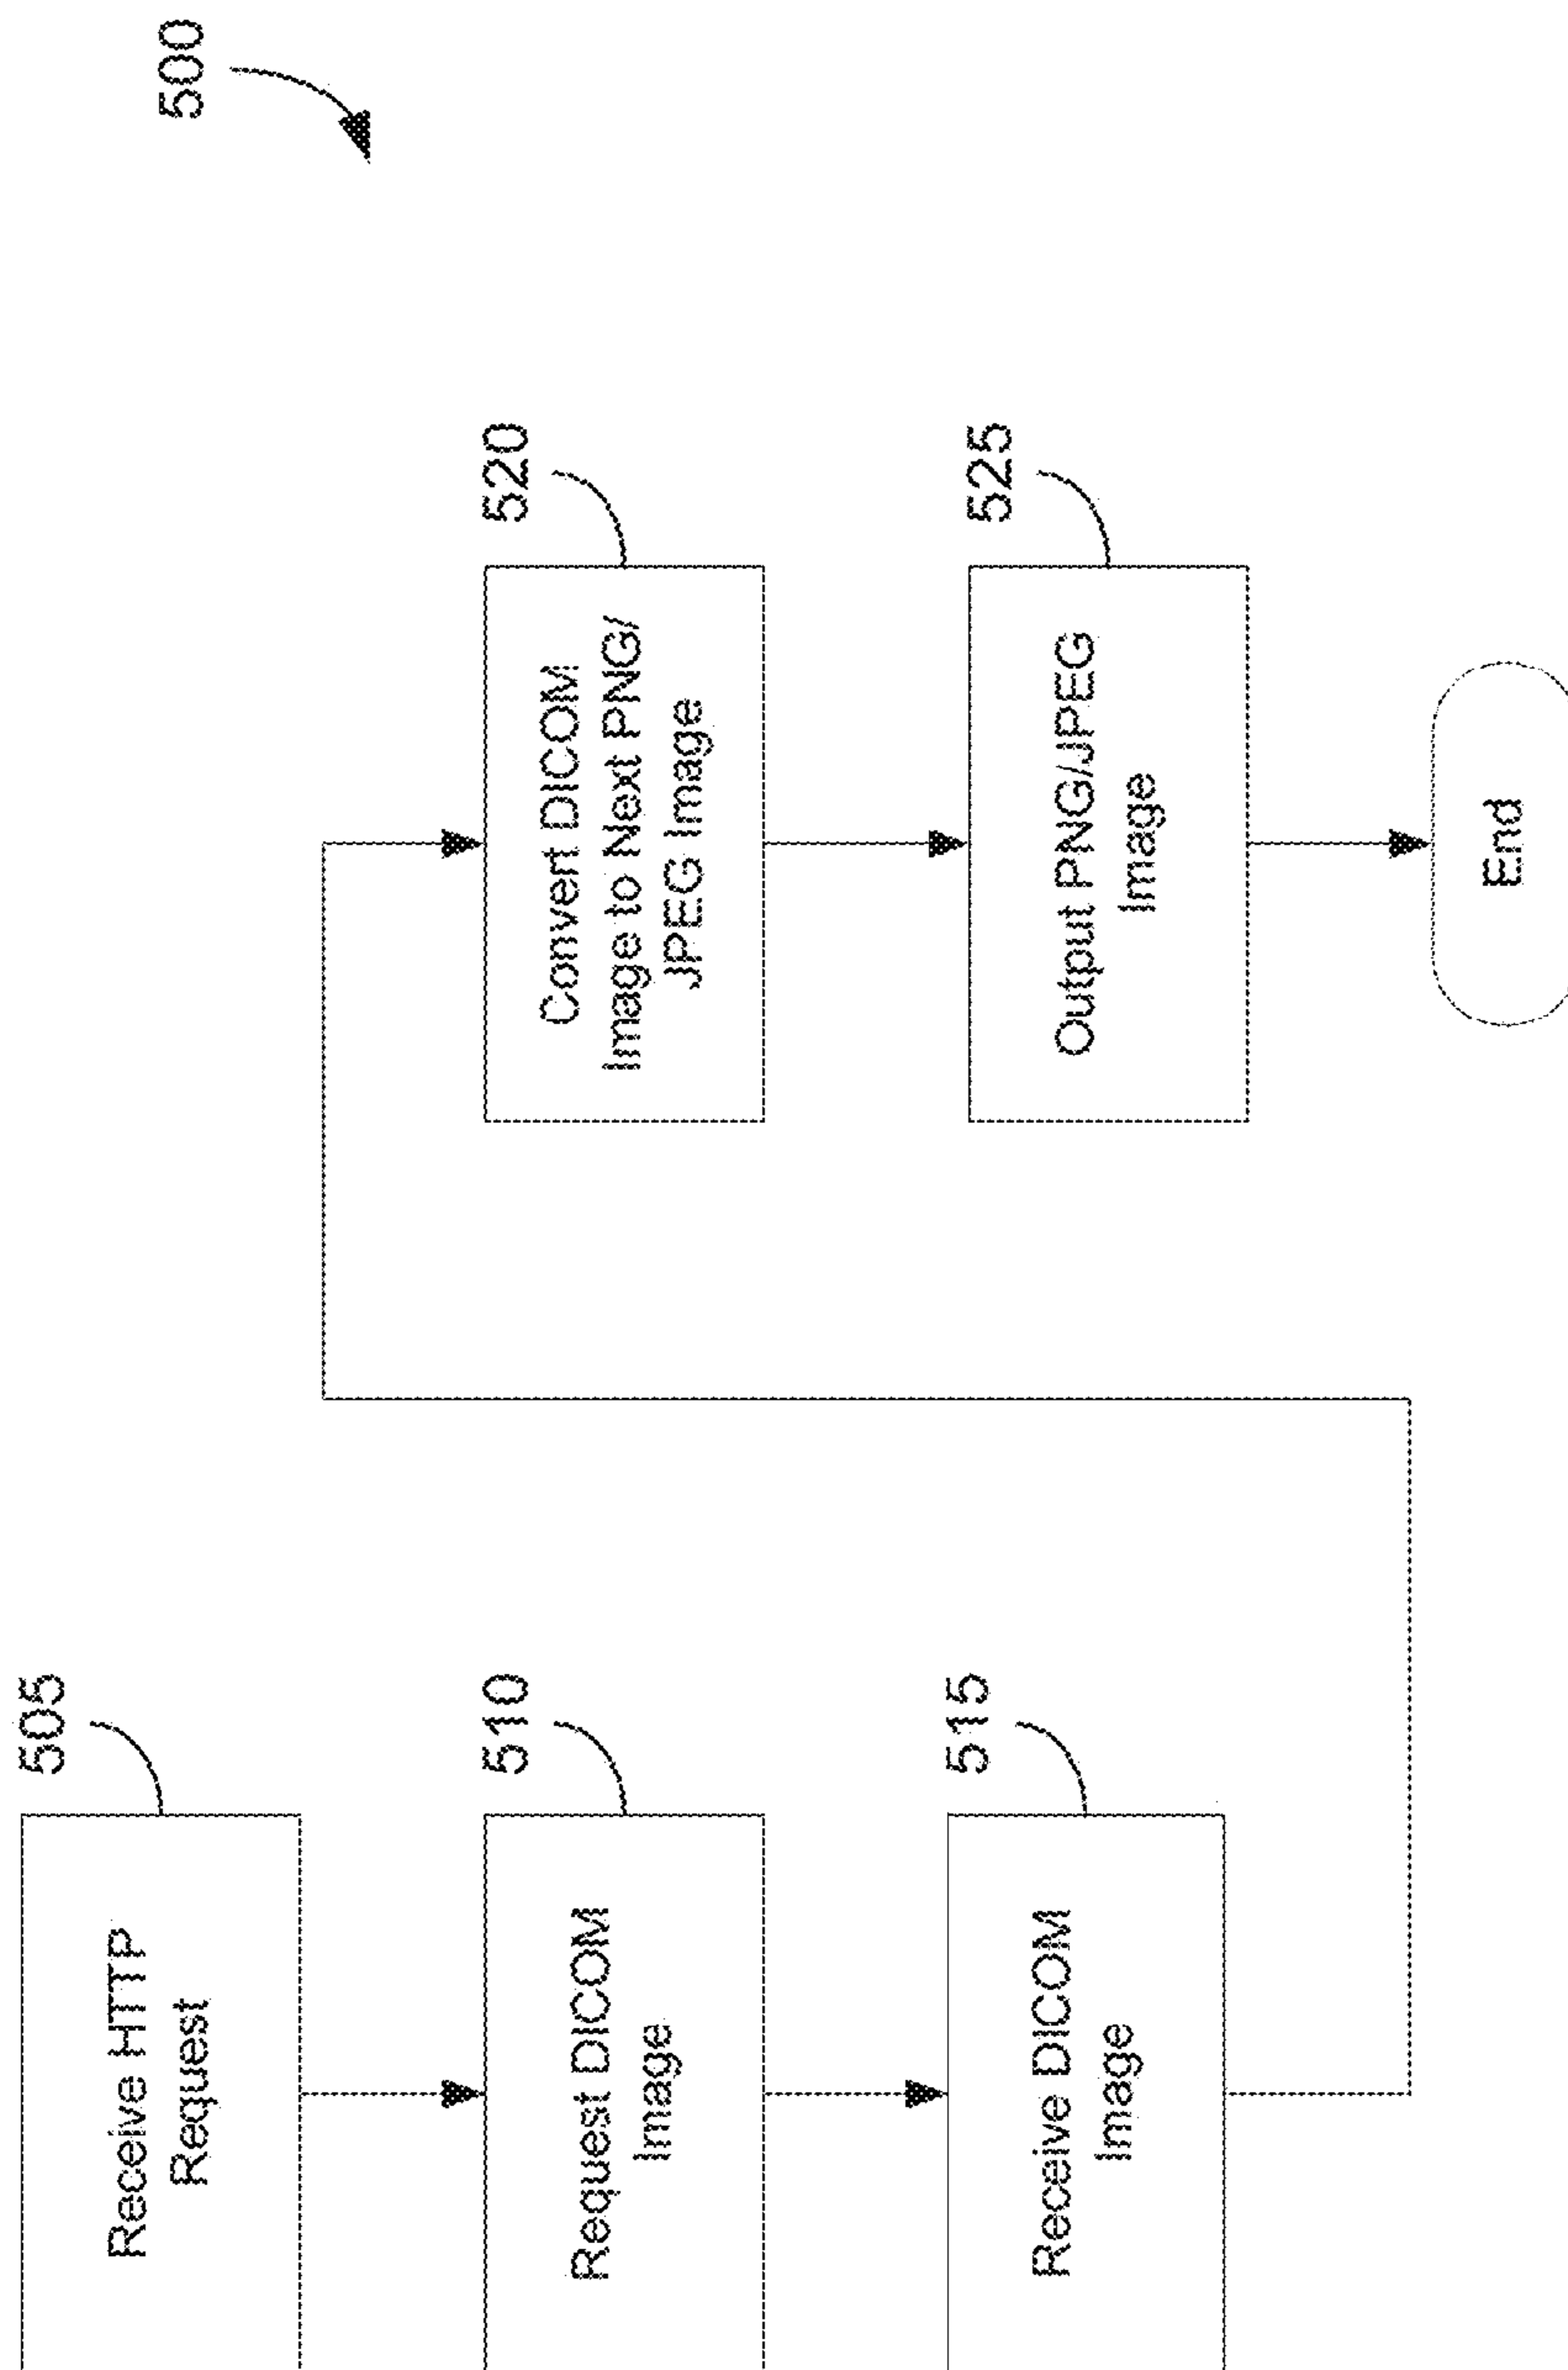 500
505
Receive HTTP
Request
510
Request DICOM
Image
515
Receive DICOM
Image
520
Convert DICOM
Image to Next PNG/
JPEG Image
525
Output PNG/JPEG
Image
End